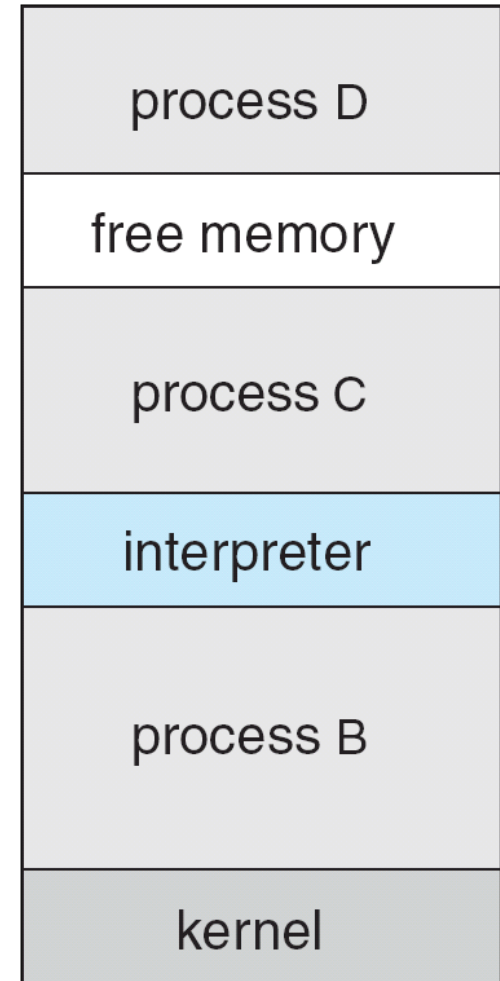 process D
free memory
process C
interpreter
process B
kernel